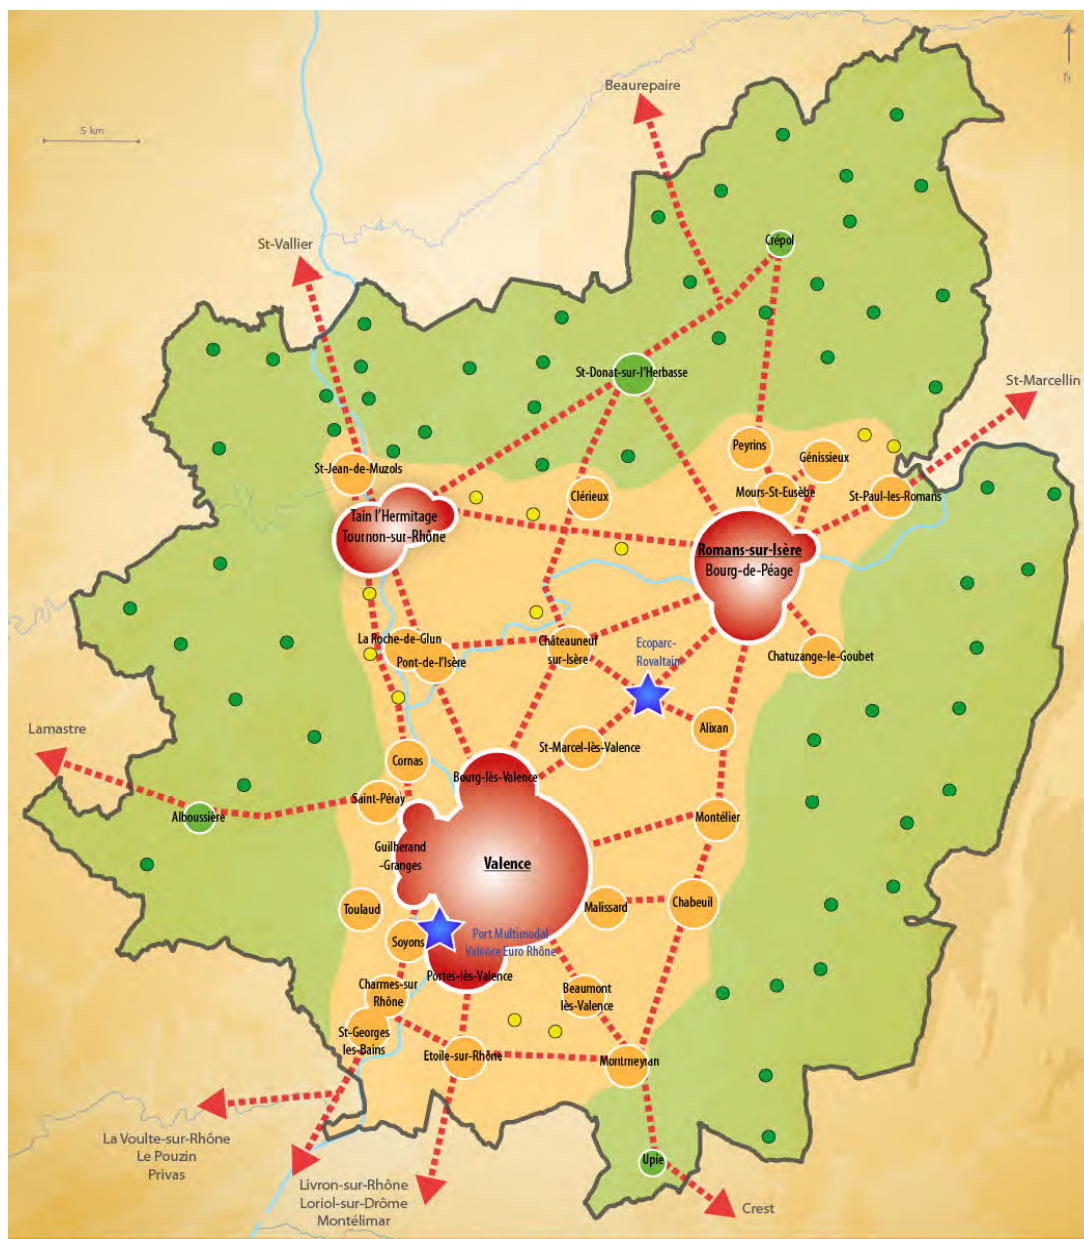 N
Beaurepaire
5 km
St-Vallier
Crépol
St-Donat-sur-l'Herbasse
St-Marcellin
Peyrins
Génissieux
St-Jean-de-Muzols
Clérieux
Mours-St-Eusèbe
St-Paul-les-Romans
Tain l'Hermitage
Tournon-sur-Rhône
Romans-sur-Isère
Bourg-de-Péage
La Roche-de-Glun
Pont-de-l'Isère
Châteauneuf
sur-Isère
Ecoparc-
Rovaltain
Chatuzange-le-Goubet
Lamastre
Alixan
St-Marcel-lès-Valence
Cornas
Bourg-lès-Valence
Saint-Péray
Alboussière
Montélier
Guilherand
-Granges
Valence
Toulaud
Malissard
Chabeuil
Soyons
Port Multimodal
Valence Euro Rhône
Portes-lès-Valence
Charmes-sur
Rhône
Beaumont
lès-Valence
St-Georges
les-Bains
Etoile-sur-Rhône
Montmeyran
La Voulte-sur-Rhône
Le Pouzin
Privas
Livron-sur-Rhône
Loriol-sur-Drôme
Montélimar
Upie
Crest